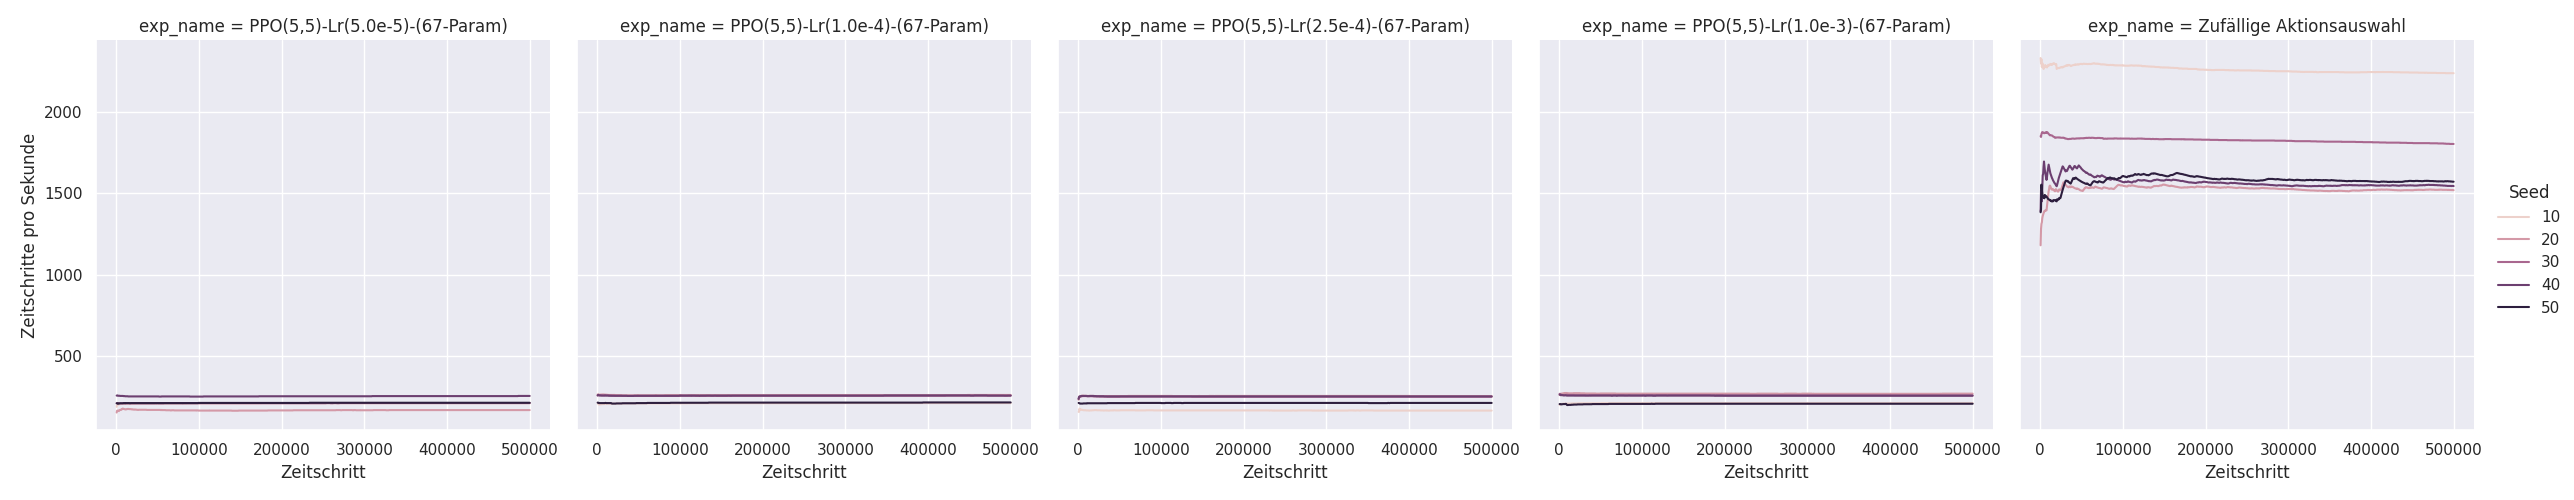 exp_name = PPO(5,5)-Lr(5.0e-5)-(67-Param)
exp_name = PPO(5,5)-Lr(1.0e-4)-(67-Param)
exp_name = PPO(5,5)-Lr(2.5e-4)-(67-Param)
exp_name = PPO(5,5)-Lr(1.0e-3)-(67-Param)
exp_name = Zufällige Aktionsauswahl
Zeitschritte pro Sekunde
2000
1500
1000
500
0 100000 200000 300000 400000 500000
0 100000 200000 300000 400000 500000
0 100000 200000 300000 400000 500000
0 100000 200000 300000 400000 500000
0 100000 200000 300000 400000 500000
Zeitschritt
Zeitschritt
Zeitschritt
Zeitschritt
Zeitschritt
Seed
10
20
30
40
50